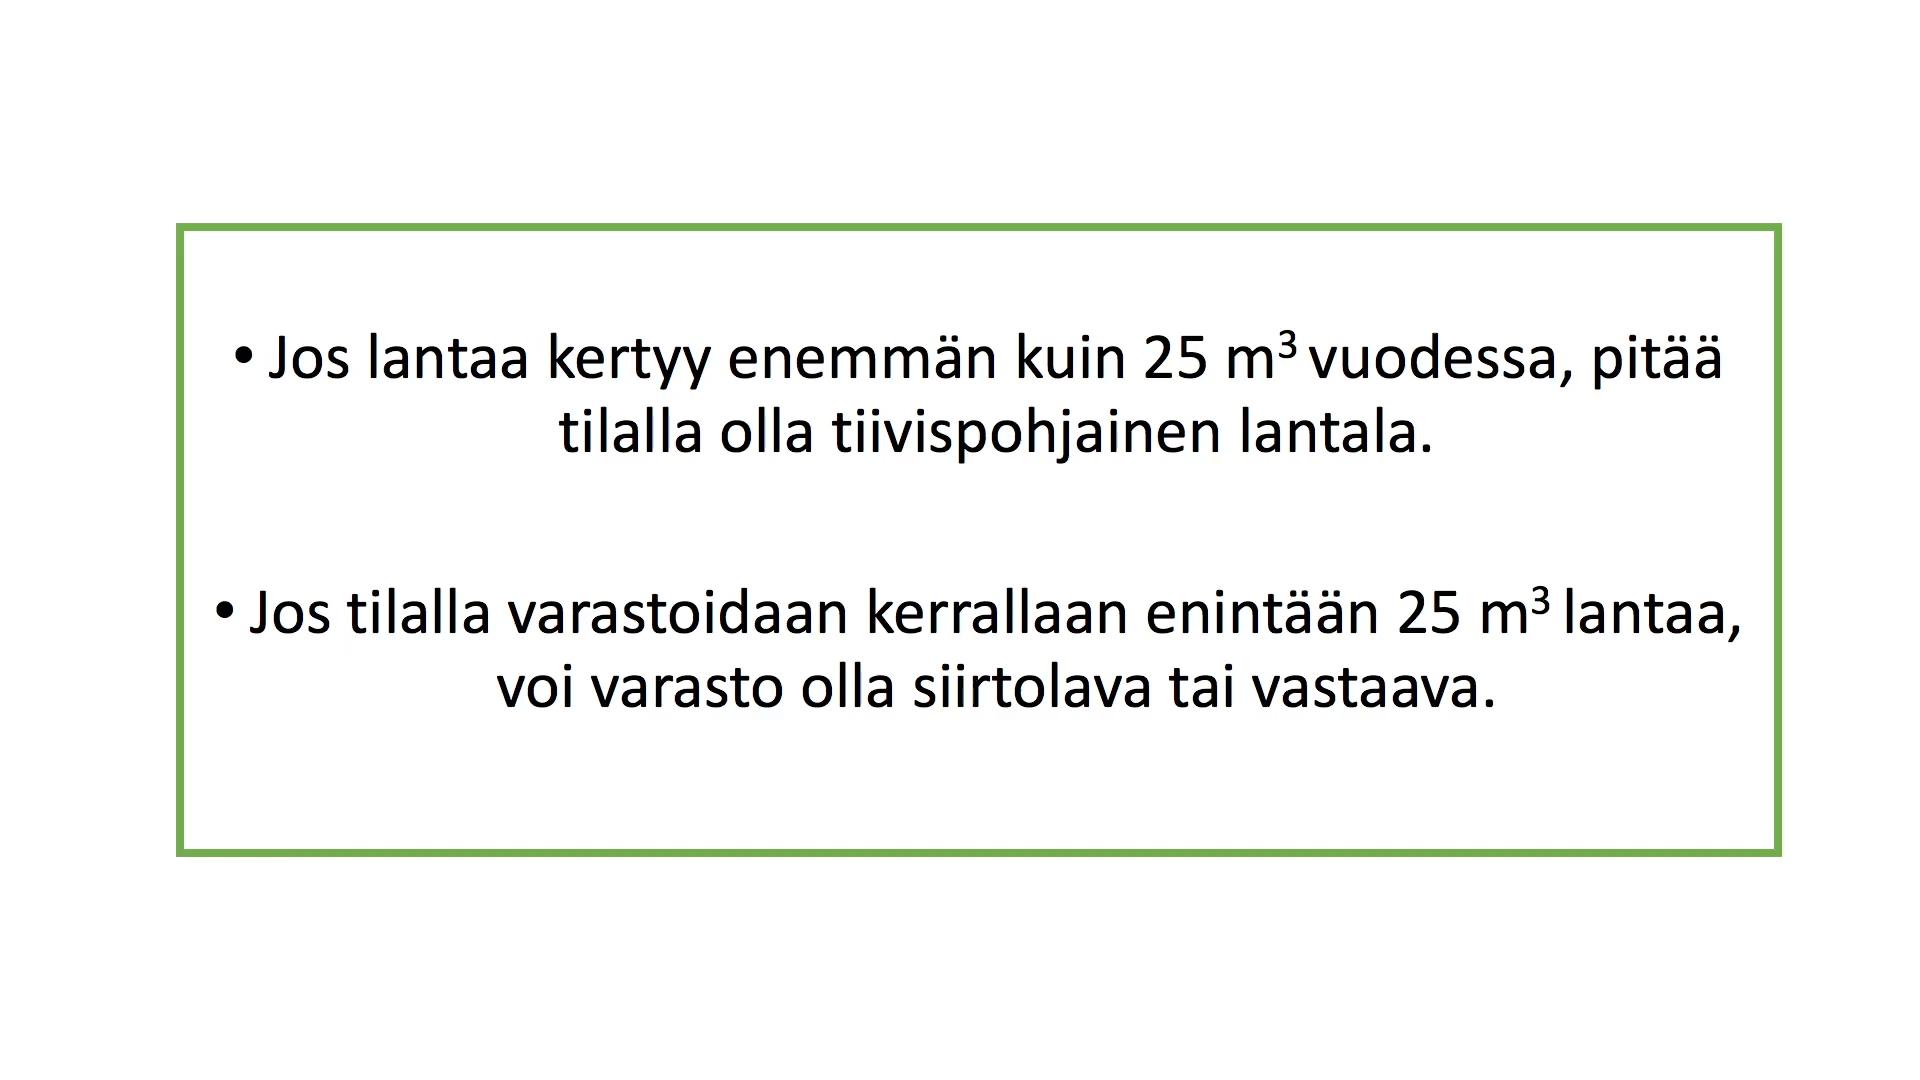 • Jos lantaa kertyy enemmän kuin 25 m³ vuodessa, pitää
tilalla olla tiivispohjainen lantala.
• Jos tilalla varastoidaan kerrallaan enintään 25 m³ lantaa,
voi varasto olla siirtolava tai vastaava.